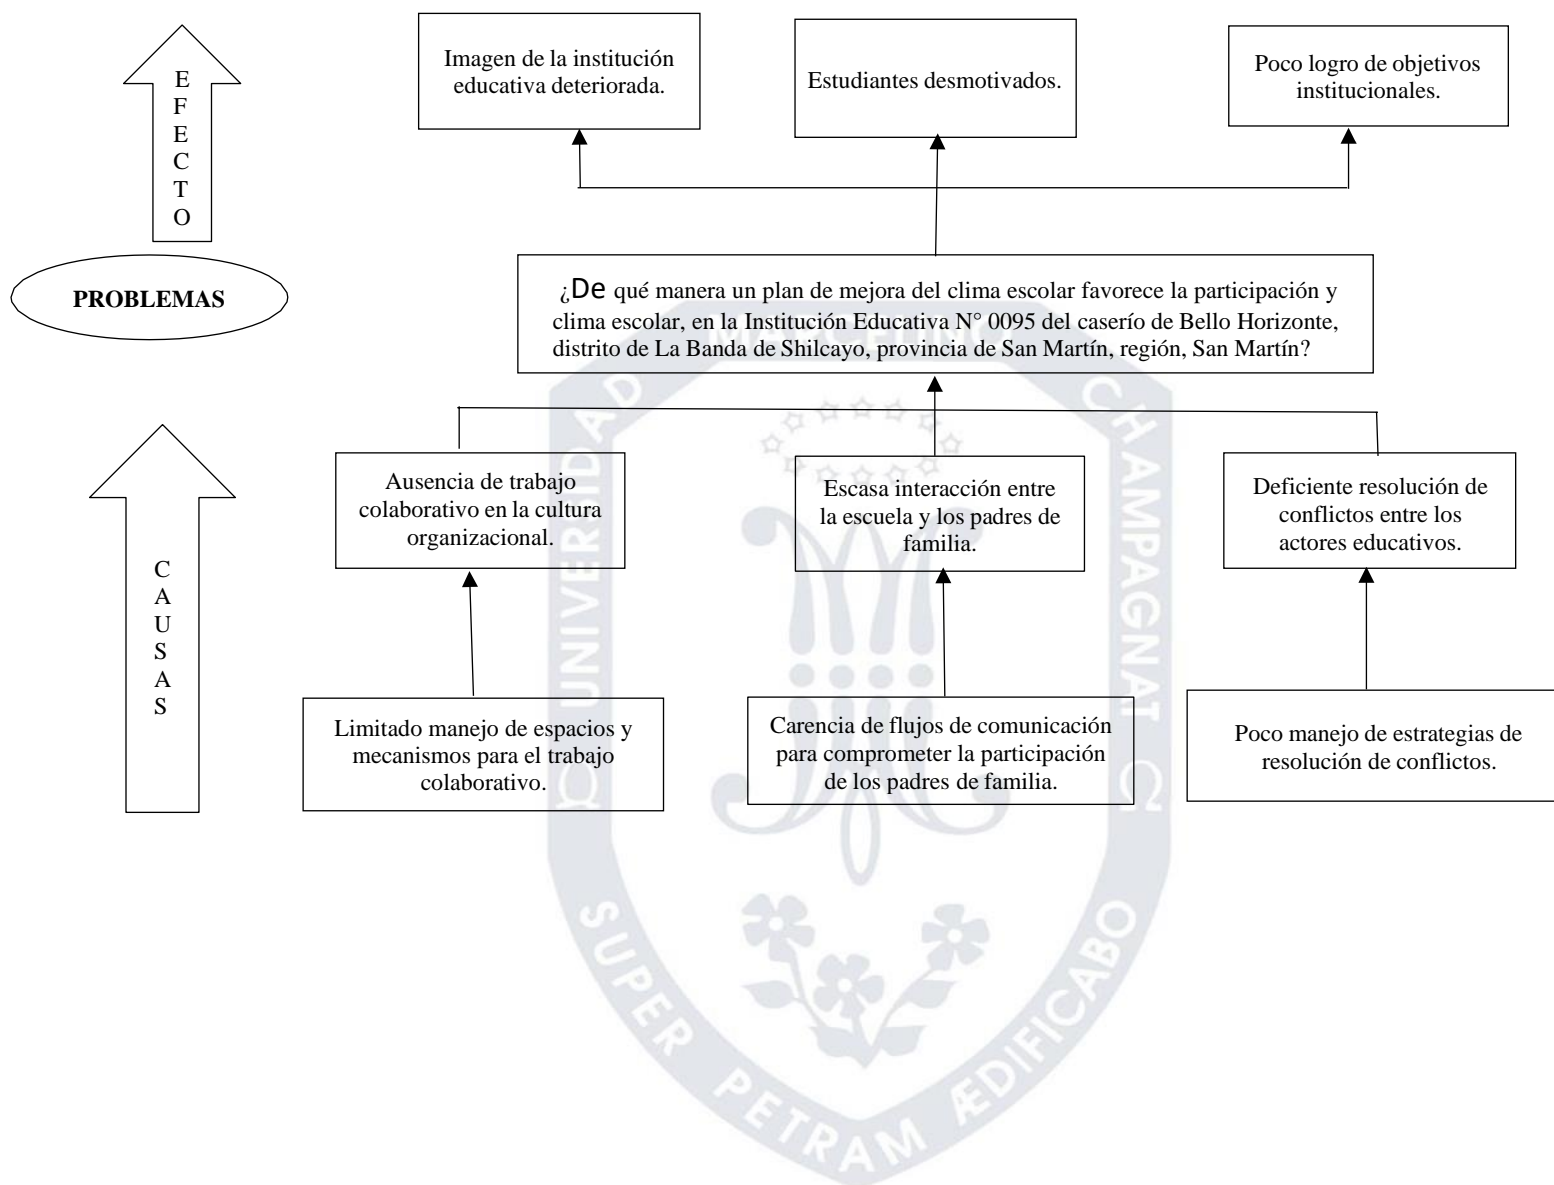 E
F
E
C
T
O
Imagen de la institución
educativa deteriorada.
Estudiantes desmotivados.
Poco logro de objetivos
institucionales.
PROBLEMAS
¿De qué manera un plan de mejora del clima escolar favorece la participación y
clima escolar, en la Institución Educativa N° 0095 del caserío de Bello Horizonte,
distrito de La Banda de Shilcayo, provincia de San Martín, región, San Martín?
C
A
U
S
A
S
Ausencia de trabajo
colaborativo en la cultura
organizacional.
Escasa interacción entre
la escuela y los padres de
familia.
Deficiente resolución de
conflictos entre los
actores educativos.
Limitado manejo de espacios y
mecanismos para el trabajo
colaborativo.
Carencia de flujos de comunicación
para comprometer la participación
de los padres de familia.
Poco manejo de estrategias de
resolución de conflictos.
UNIVERSIDAD MARCELINO CHAMPAGNAT
SUPER PETRAM ÆDIFICABO